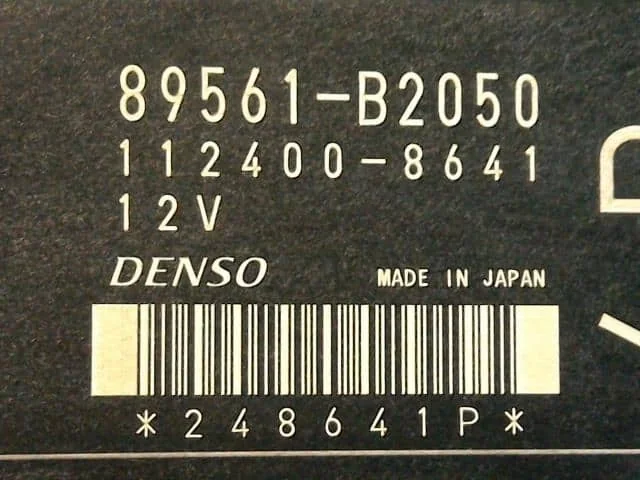 89561-B2050
112400-8641
12V
DENSO MADE IN JAPAN
*248641P*